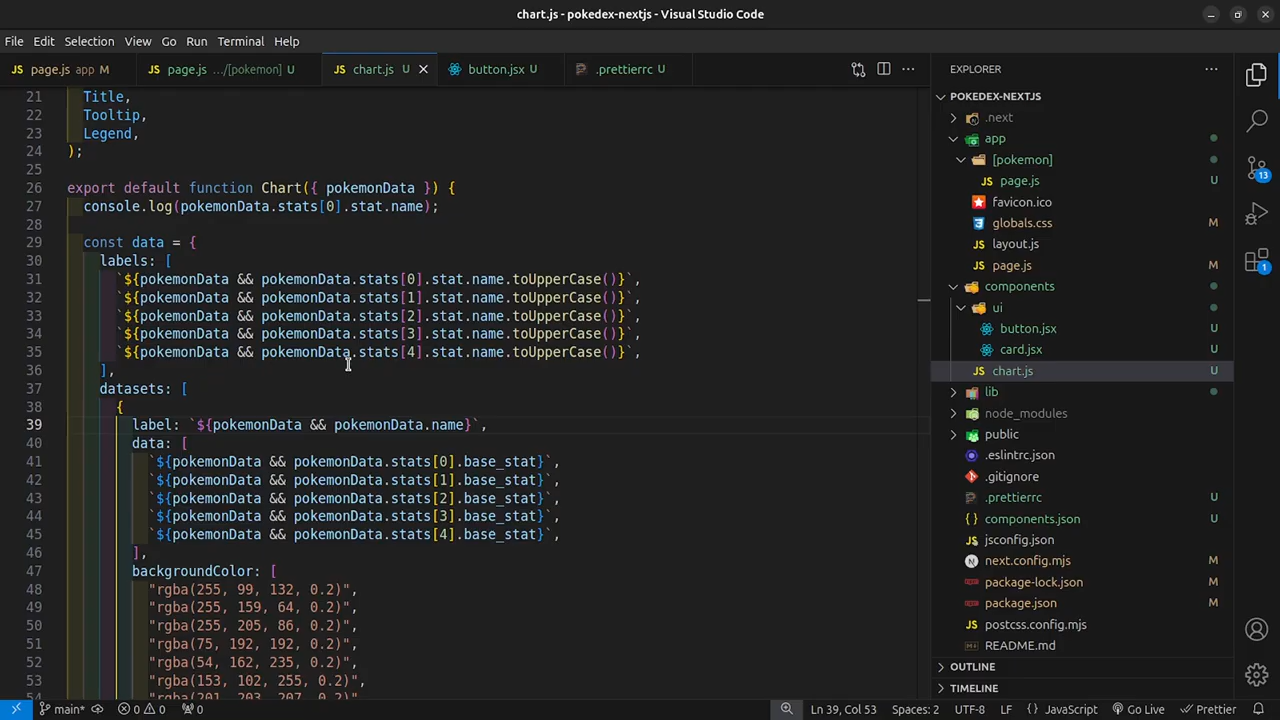 chart.js - pokedex-nextjs - Visual Studio Code
File Edit Selection View Go Run Terminal Help
page.js app M
page.js .../[pokemon] U
chart.js U
button.jsx U
.prettierrc U
21 Title,
22 Tooltip,
23 Legend,
24 );
25
26 export default function Chart({ pokemonData }) {
27 console.log(pokemonData.stats[0].stat.name);
28
29 const data = {
30 labels: [
31 `${pokemonData && pokemonData.stats[0].stat.name.toUpperCase()}`,
32 `${pokemonData && pokemonData.stats[1].stat.name.toUpperCase()}`,
33 `${pokemonData && pokemonData.stats[2].stat.name.toUpperCase()}`,
34 `${pokemonData && pokemonData.stats[3].stat.name.toUpperCase()}`,
35 `${pokemonData && pokemonData.stats[4].stat.name.toUpperCase()}`,
36 ],
37 datasets: [
38 {
39 label: `${pokemonData && pokemonData.name}`,
40 data: [
41 `${pokemonData && pokemonData.stats[0].base_stat}`,
42 `${pokemonData && pokemonData.stats[1].base_stat}`,
43 `${pokemonData && pokemonData.stats[2].base_stat}`,
44 `${pokemonData && pokemonData.stats[3].base_stat}`,
45 `${pokemonData && pokemonData.stats[4].base_stat}`,
46 ],
47 backgroundColor: [
48 "rgba(255, 99, 132, 0.2)",
49 "rgba(255, 159, 64, 0.2)",
50 "rgba(255, 205, 86, 0.2)",
51 "rgba(75, 192, 192, 0.2)",
52 "rgba(54, 162, 235, 0.2)",
53 "rgba(153, 102, 255, 0.2)",
54 "rgba(201, 203, 207, 0.2)",
EXPLORER
POKEDEX-NEXTJS
.next
app
[pokemon]
page.js U
favicon.ico
globals.css M
layout.js
page.js M
components
ui
button.jsx U
card.jsx U
chart.js U
lib
node_modules
public
.eslintrc.json
.gitignore
.prettierrc U
components.json U
jsconfig.json
next.config.mjs M
package-lock.json M
package.json M
postcss.config.mjs
README.md
OUTLINE
TIMELINE
13
1
main* 0 0 0 Ln 39, Col 53 Spaces: 2 UTF-8 LF JavaScript Go Live Prettier